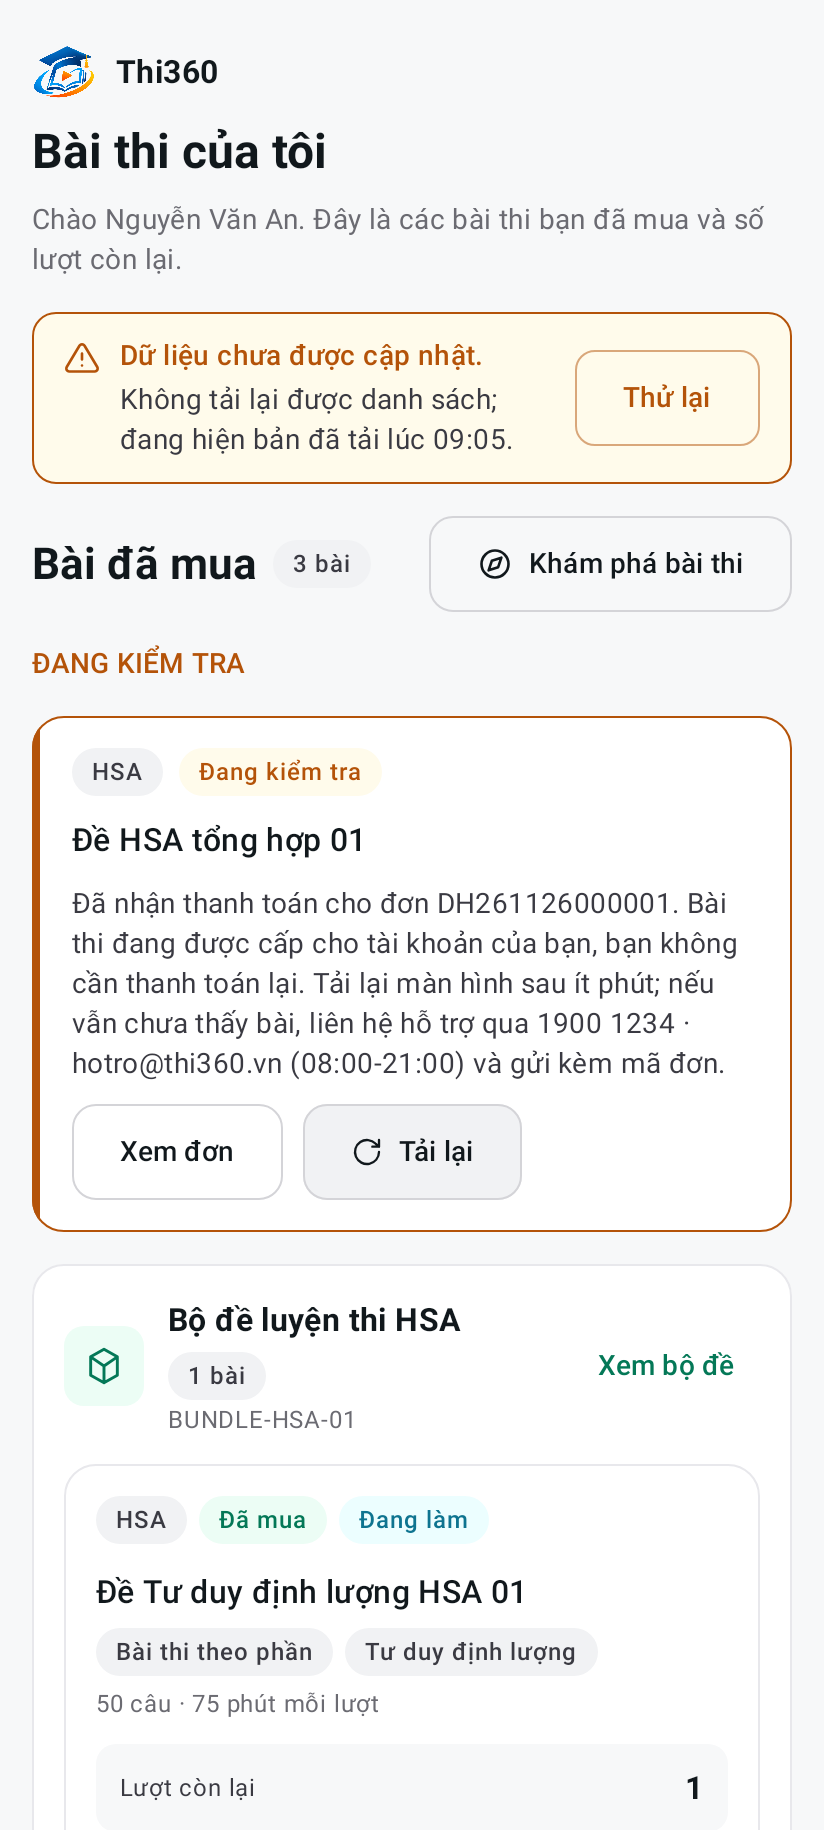 Thi360
Bài thi của tôi
Chào Nguyễn Văn An. Đây là các bài thi bạn đã mua và số
lượt còn lại.
Dữ liệu chưa được cập nhật.
Không tải lại được danh sách;
đang hiện bản đã tải lúc 09:05.
Thử lại
Bài đã mua
3 bài
Khám phá bài thi
ĐANG KIỂM TRA
HSA
Đang kiểm tra
Đề HSA tổng hợp 01
Đã nhận thanh toán cho đơn DH261126000001. Bài
thi đang được cấp cho tài khoản của bạn, bạn không
cần thanh toán lại. Tải lại màn hình sau ít phút; nếu
vẫn chưa thấy bài, liên hệ hỗ trợ qua 1900 1234 ·
hotro@thi360.vn (08:00-21:00) và gửi kèm mã đơn.
Xem đơn
Tải lại
Bộ đề luyện thi HSA
1 bài
BUNDLE-HSA-01
Xem bộ đề
HSA
Đã mua
Đang làm
Đề Tư duy định lượng HSA 01
Bài thi theo phần
Tư duy định lượng
50 câu · 75 phút mỗi lượt
Lượt còn lại
1